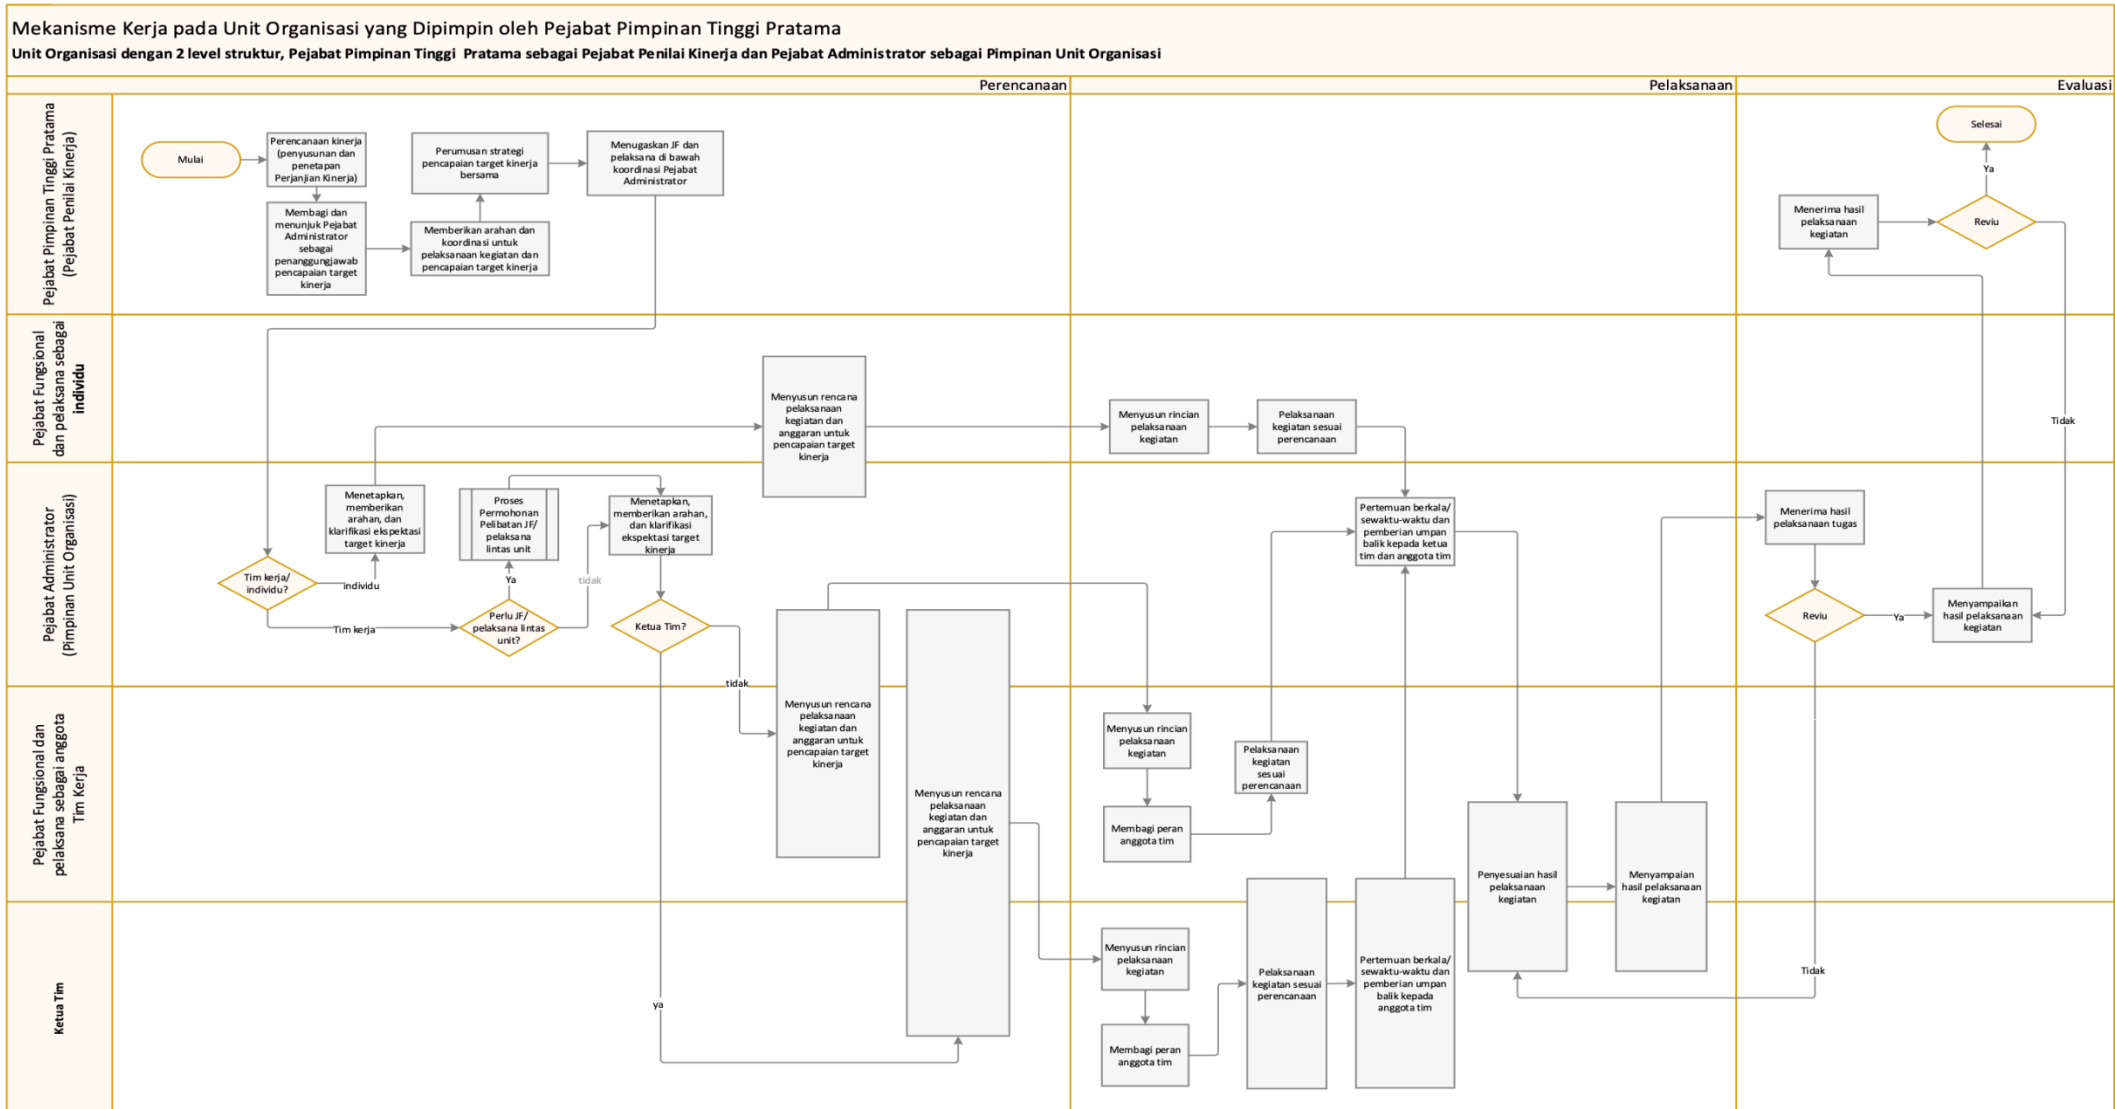 Mekanisme Kerja pada Unit Organisasi yang Dipimpin oleh Pejabat Pimpinan Tinggi Pratama
Unit Organisasi dengan 2 level struktur, Pejabat Pimpinan Tinggi  Pratama sebagai Pejabat Penilai Kinerja dan Pejabat Administrator sebagai Pimpinan Unit Organisasi
Perencanaan
Pelaksanaan
Evaluasi
Pejabat Pimpinan Tinggi Pratama
(Pejabat Penilai Kinerja)
Mulai
Perencanaan kinerja
(penyusunan dan
penetapan
Perjanjian Kinerja)
Membagi dan
menunjuk Pejabat
Administrator
sebagai
penanggungjawab
pencapaian target
kinerja
Perumusan strategi
pencapaian target kinerja
bersama
Memberikan arahan dan
koordinasi untuk
pelaksanaan kegiatan dan
pencapaian target kinerja
Menugaskan JF dan
pelaksana di bawah
koordinasi Pejabat
Administrator
Selesai
Ya
Menerima hasil
pelaksanaan
kegiatan
Reviu
Tidak
Pejabat Fungsional
dan pelaksana sebagai
individu
Menyusun rencana
pelaksanaan
kegiatan dan
anggaran untuk
pencapaian target
kinerja
Menyusun rincian
pelaksanaan
kegiatan
Pelaksanaan
kegiatan sesuai
perencanaan
Pejabat Administrator
(Pimpinan Unit Organisasi)
Tim kerja/
individu?
individu
Tim kerja
Menetapkan,
memberikan
arahan, dan
klarifikasi ekspektasi
target kinerja
Proses
Permohonan
Pelibatan JF/
pelaksana
lintas unit
Ya
Perlu JF/
pelaksana lintas
unit?
tidak
Menetapkan,
memberikan arahan,
dan klarifikasi
ekspektasi target
kinerja
Ketua Tim?
tidak
ya
Pertemuan berkala/
sewaktu-waktu dan
pemberian umpan
balik kepada ketua
tim dan anggota tim
Menerima hasil
pelaksanaan tugas
Reviu
Ya
Menyampaikan
hasil pelaksanaan
kegiatan
Tidak
Pejabat Fungsional dan
pelaksana sebagai anggota
Tim Kerja
Menyusun rencana
pelaksanaan
kegiatan dan
anggaran untuk
pencapaian target
kinerja
Menyusun rencana
pelaksanaan
kegiatan dan
anggaran untuk
pencapaian target
kinerja
Menyusun rincian
pelaksanaan
kegiatan
Membagi peran
anggota tim
Pelaksanaan
kegiatan
sesuai
perencanaan
Penyesuaian hasil
pelaksanaan
kegiatan
Menyampaian
hasil pelaksanaan
kegiatan
Ketua Tim
Menyusun rincian
pelaksanaan
kegiatan
Membagi peran
anggota tim
Pelaksanaan
kegiatan sesuai
perencanaan
Pertemuan berkala/
sewaktu-waktu dan
pemberian umpan
balik kepada
anggota tim